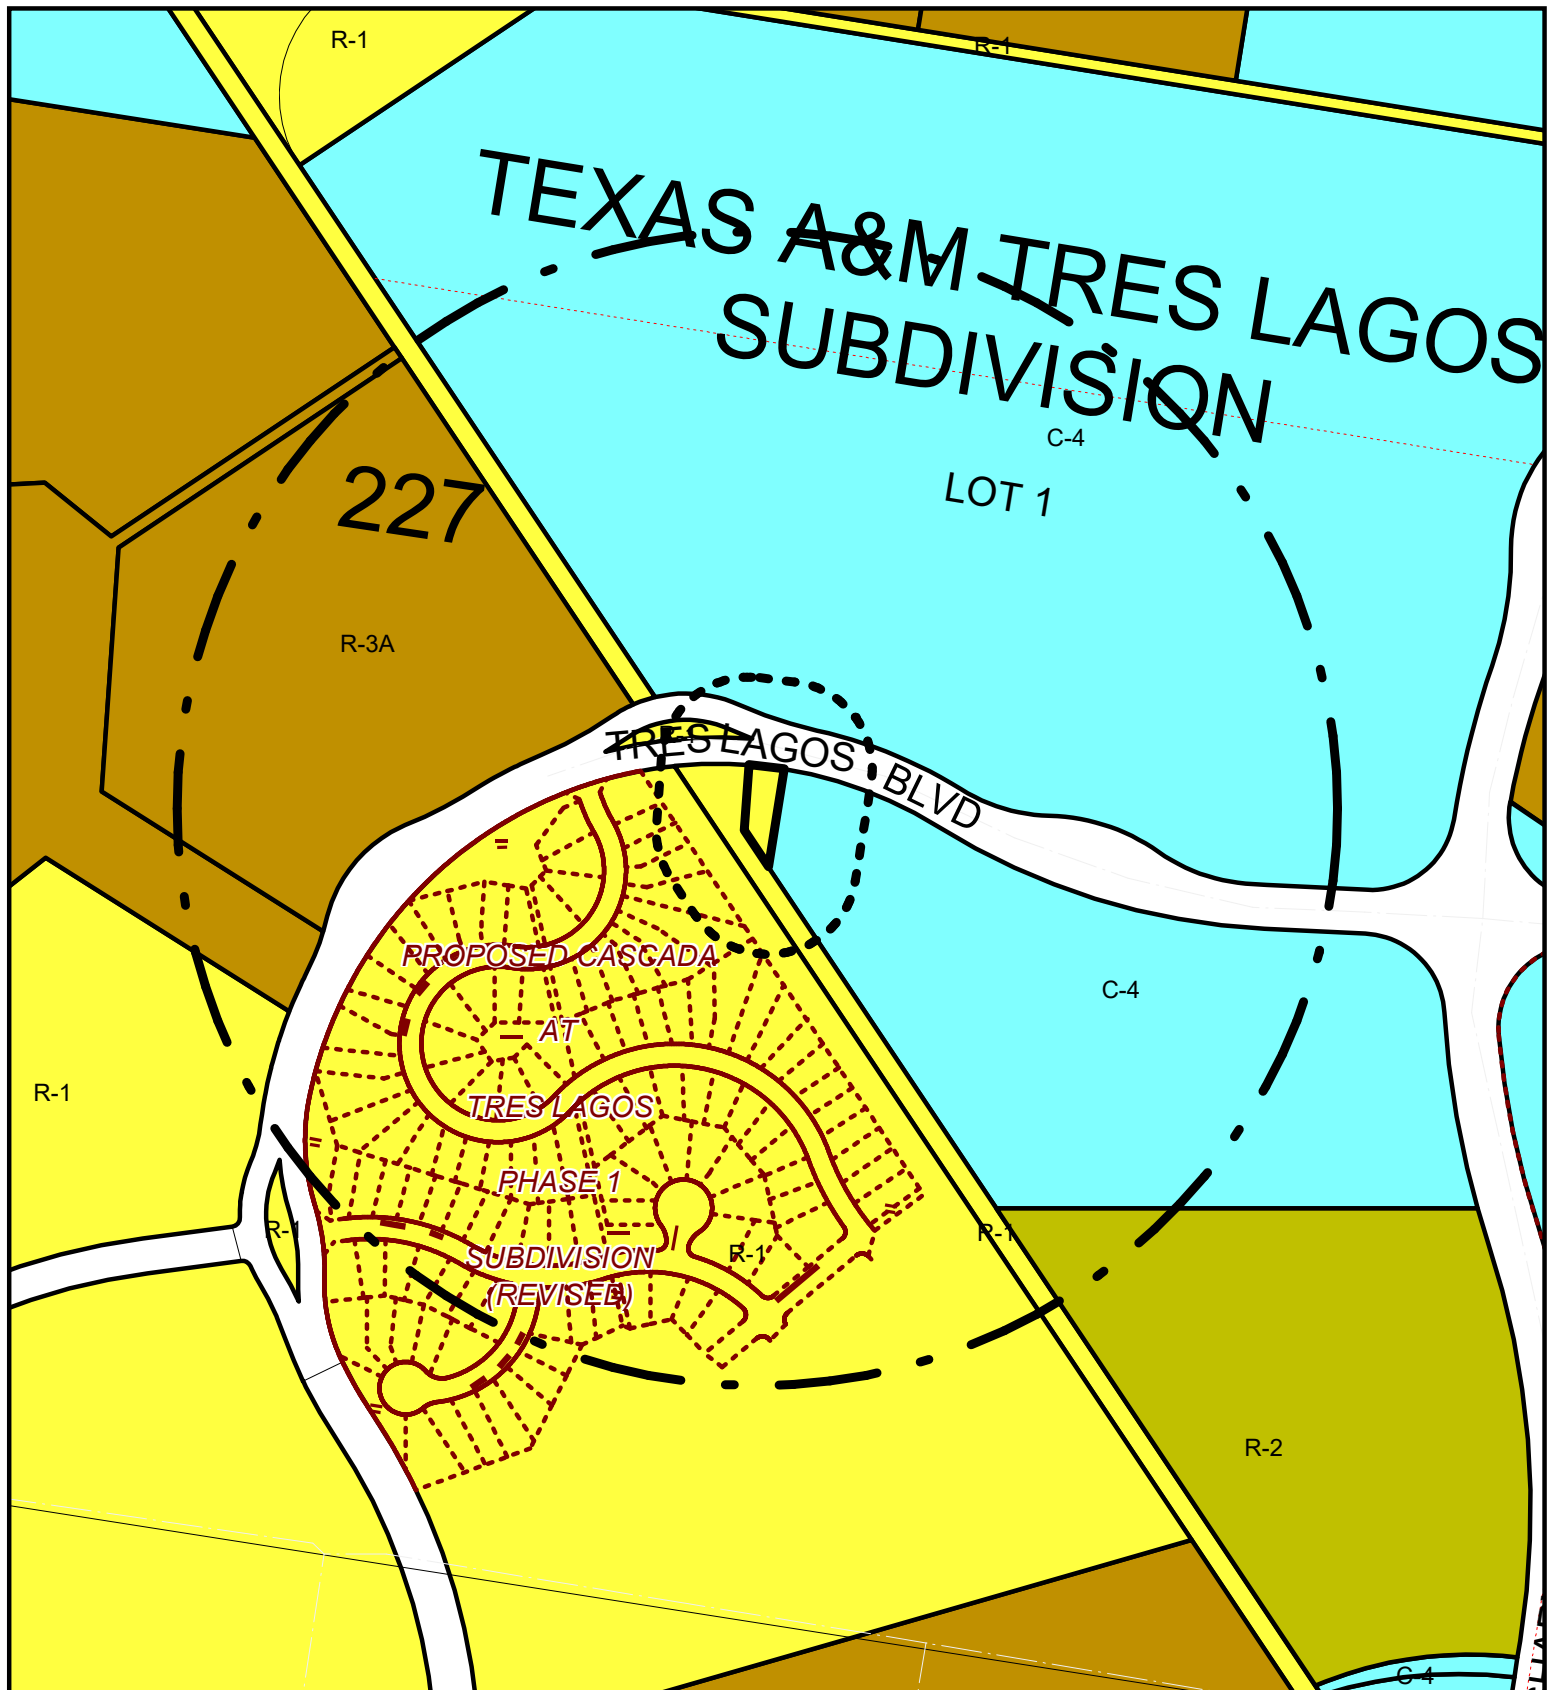 R-1
R-1
TEXAS A&M TRES LAGOS
SUBDIVISION
C-4
LOT 1
227
R-3A
TRES LAGOS BLVD
PROPOSED CASCADA
AT
TRES LAGOS
PHASE 1
SUBDIVISION
(REVISED)
C-4
R-1
R-1
R-1
R-1
R-2
C-4